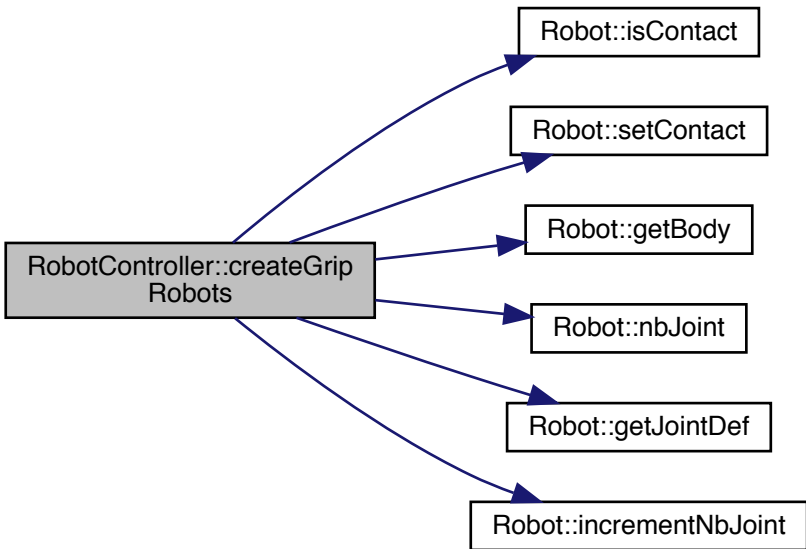 Robot::isContact
Robot::setContact
Robot::getBody
RobotController::createGrip
Robots
Robot::nbJoint
Robot::getJointDef
Robot::incrementNbJoint